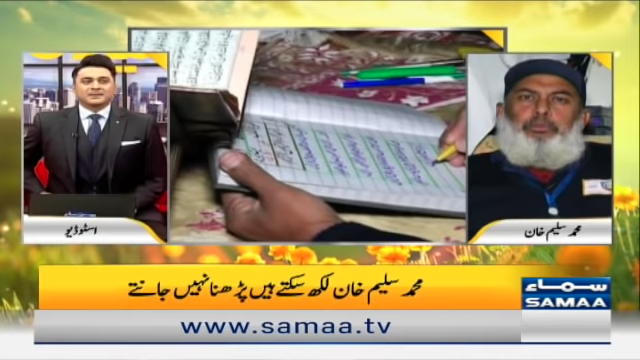 اسٹوڈیو
محمد سلیم خان
محمد سلیم خان لکھ سکتے ہیں پڑھنا نہیں جانتے
سماء
SAMAA
www.samaa.tv